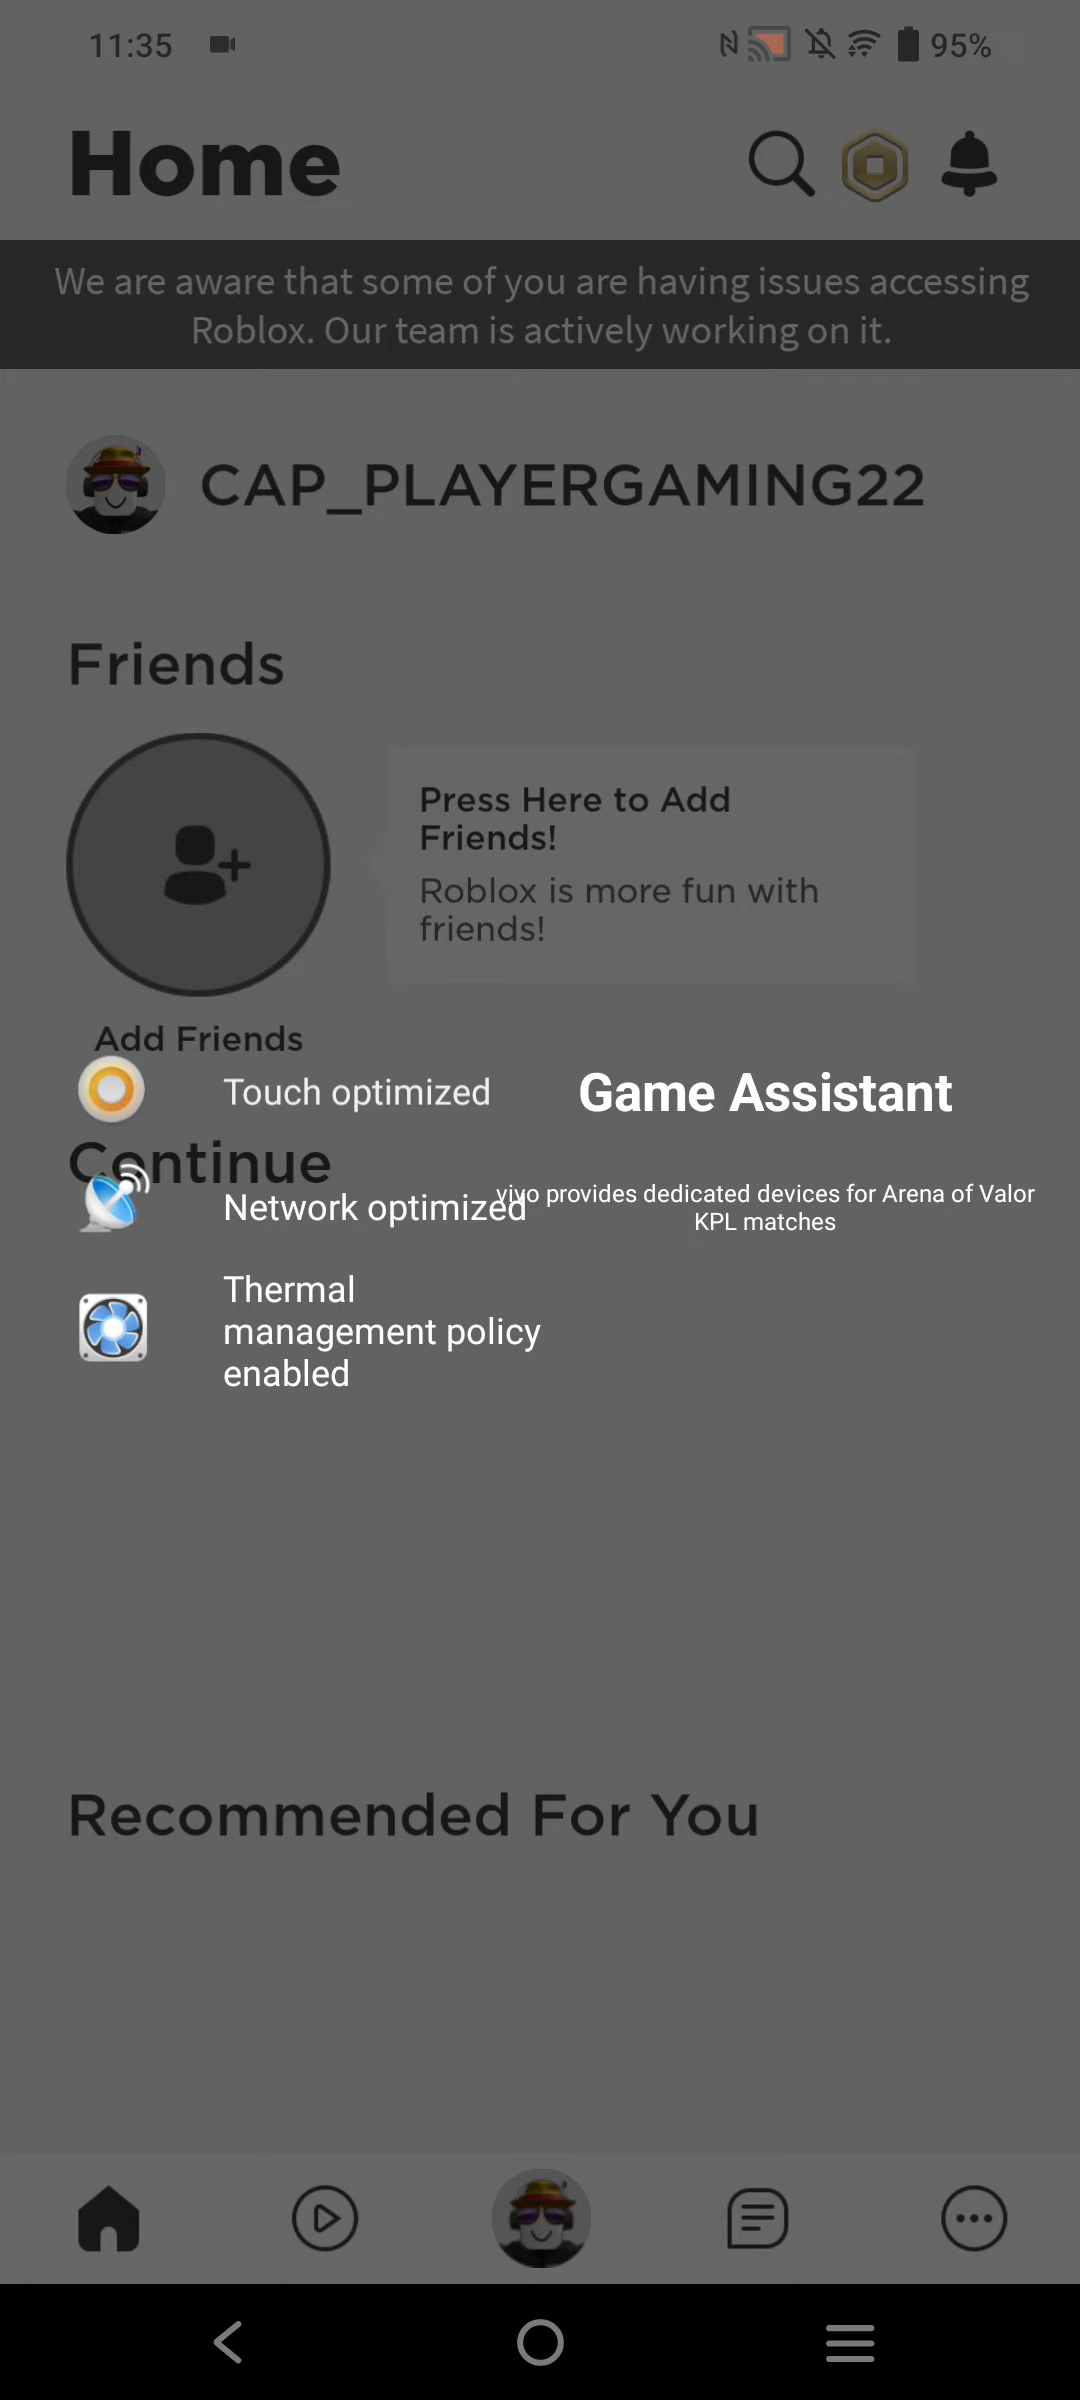 11:35
95%
Home
We are aware that some of you are having issues accessing
Roblox. Our team is actively working on it.
CAP_PLAYERGAMING22
Friends
Press Here to Add
Friends!
Roblox is more fun with
friends!
Add Friends
Touch optimized
Game Assistant
Continue
Network optimized
vivo provides dedicated devices for Arena of Valor
KPL matches
Thermal
management policy
enabled
Recommended For You